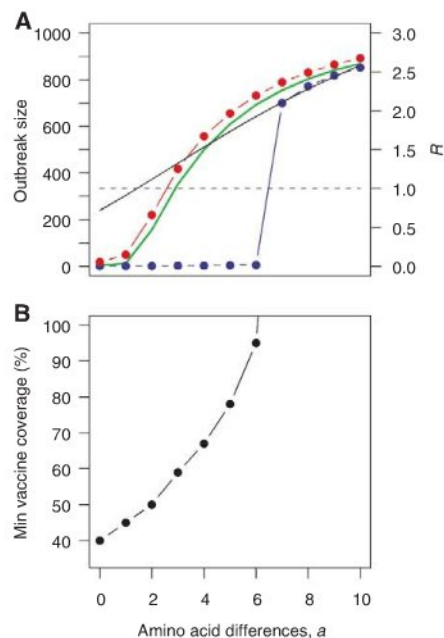 A
1000
800
600
400
200
0
Outbreak size
3.0
2.5
2.0
1.5
1.0
0.5
0.0
R
B
100
90
80
70
60
50
40
Min vaccine coverage (%)
0 2 4 6 8 10
Amino acid differences, a